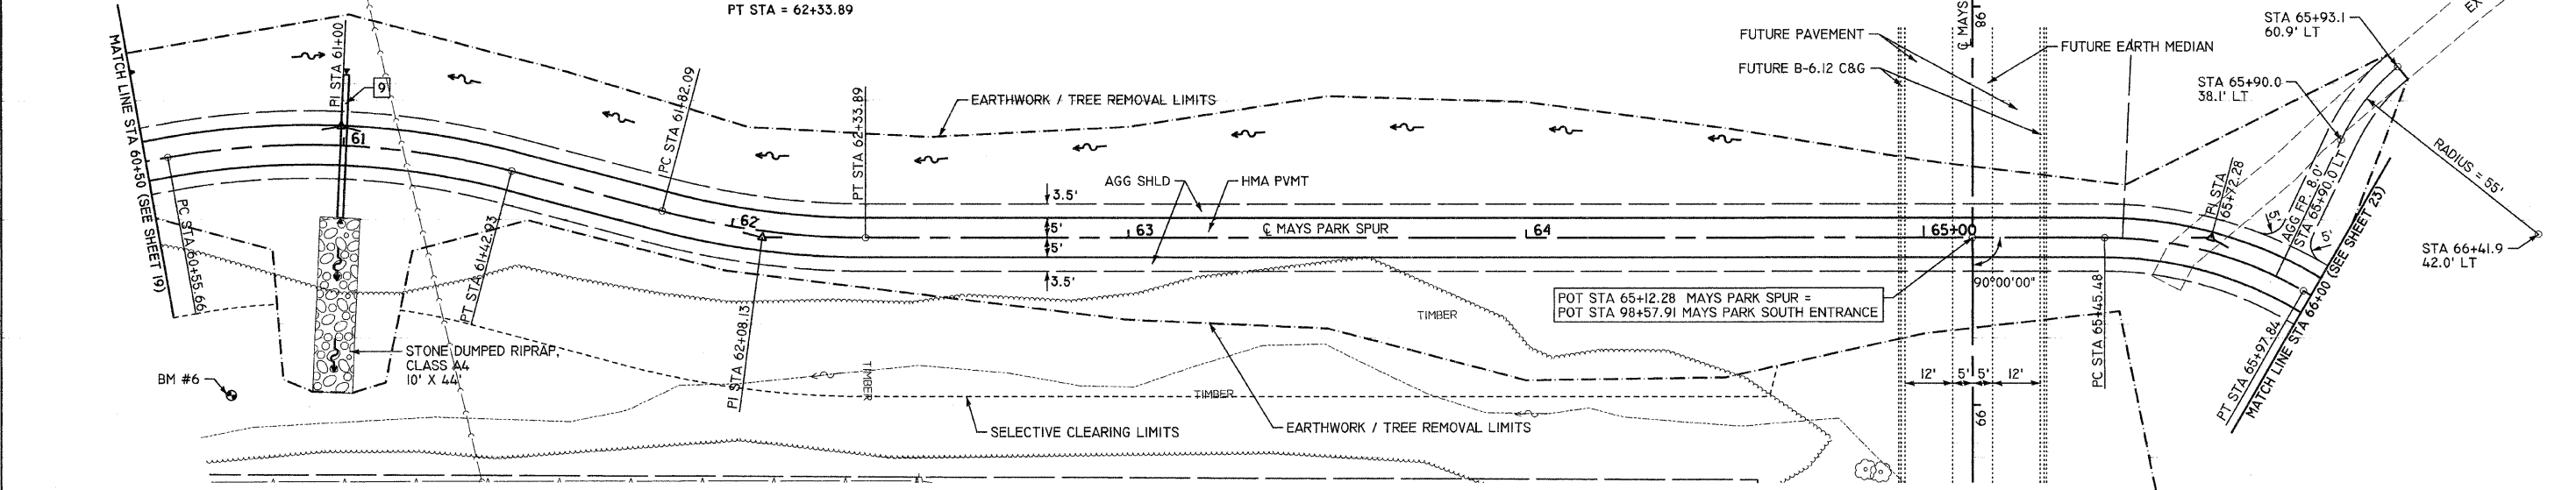 PT STA = 62+33.89
MATCH LINE STA 60+50 (SEE SHEET 19)
PC STA 60+55.66
PI STA 61+00
9
61
PT STA 61+42.93
STONE DUMPED RIPRAP,
CLASS A4
10' X 44'
BM #6
PC STA 61+82.09
62
PI STA 62+08.13
PT STA 62+33.89
EARTHWORK / TREE REMOVAL LIMITS
AGG SHLD
HMA PVMT
3.5'
5'
5'
3.5'
63
℄ MAYS PARK SPUR
64
65+00
TIMBER
TIMBER
TIMBER
SELECTIVE CLEARING LIMITS
EARTHWORK / TREE REMOVAL LIMITS
POT STA 65+12.28 MAYS PARK SPUR =
POT STA 98+57.91 MAYS PARK SOUTH ENTRANCE
90°00'00"
FUTURE PAVEMENT
FUTURE B-6.12 C&G
℄ MAYS
98
FUTURE EARTH MEDIAN
12'
5'
5'
12'
99
PC STA 65+45.48
PI STA
65+72.28
STA 65+93.1
60.9' LT
STA 65+90.0
38.1' LT
EX
AGG FP 8.0'
STA 65+90.0 LT
5'
5'
RADIUS = 55'
STA 66+41.9
42.0' LT
PT STA 65+97.84
MATCH LINE STA 66+00 (SEE SHEET 23)